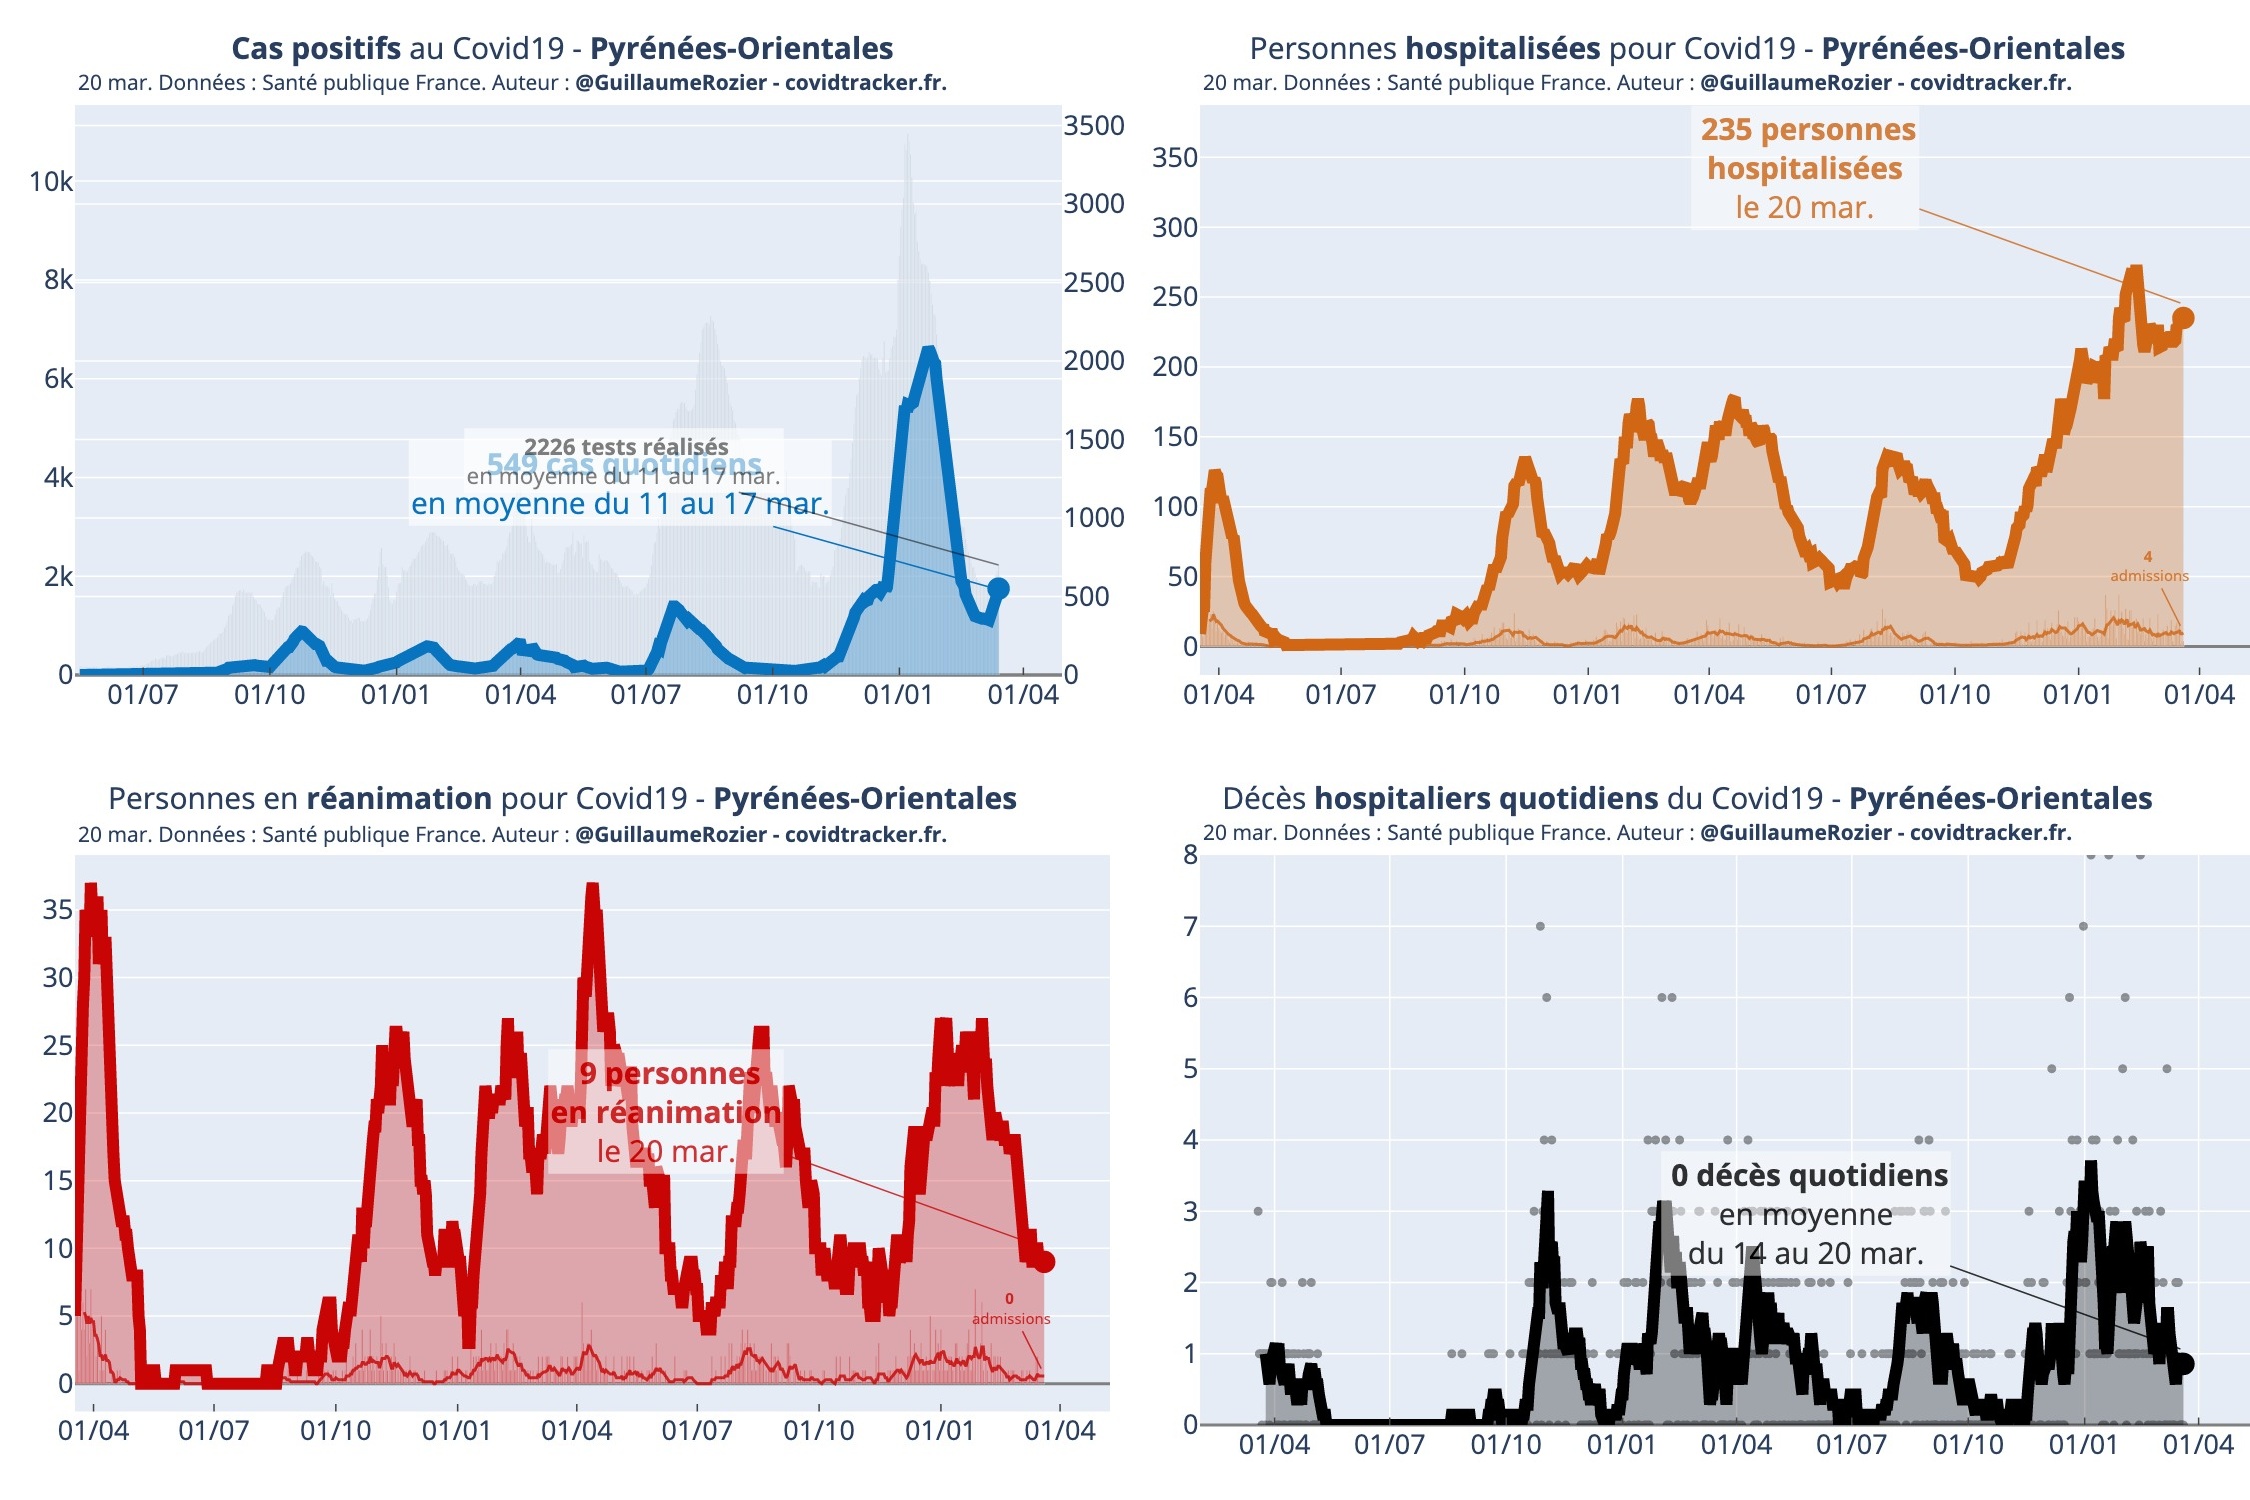 Cas positifs au Covid19 - Pyrénées-Orientales
20 mar. Données : Santé publique France. Auteur : @GuillaumeRozier - covidtracker.fr.
3500
10k
3000
8k
2500
6k
2000
2226 tests réalisés
549 cas quotidiens
en moyenne du 11 au 17 mar.
en moyenne du 11 au 17 mar.
4k
1500
1000
2k
500
0
0
01/07 01/10 01/01 01/04 01/07 01/10 01/01 01/04
Personnes hospitalisées pour Covid19 - Pyrénées-Orientales
20 mar. Données : Santé publique France. Auteur : @GuillaumeRozier - covidtracker.fr.
235 personnes
hospitalisées
le 20 mar.
350
300
250
200
150
100
50
0
4
admissions
01/04 01/07 01/10 01/01 01/04 01/07 01/10 01/01 01/04
Personnes en réanimation pour Covid19 - Pyrénées-Orientales
20 mar. Données : Santé publique France. Auteur : @GuillaumeRozier - covidtracker.fr.
35
30
25
20
15
10
5
0
9 personnes
en réanimation
le 20 mar.
0
admissions
01/04 01/07 01/10 01/01 01/04 01/07 01/10 01/01 01/04
Décès hospitaliers quotidiens du Covid19 - Pyrénées-Orientales
20 mar. Données : Santé publique France. Auteur : @GuillaumeRozier - covidtracker.fr.
8
7
6
5
4
3
2
1
0
0 décès quotidiens
en moyenne
du 14 au 20 mar.
01/04 01/07 01/10 01/01 01/04 01/07 01/10 01/01 01/04